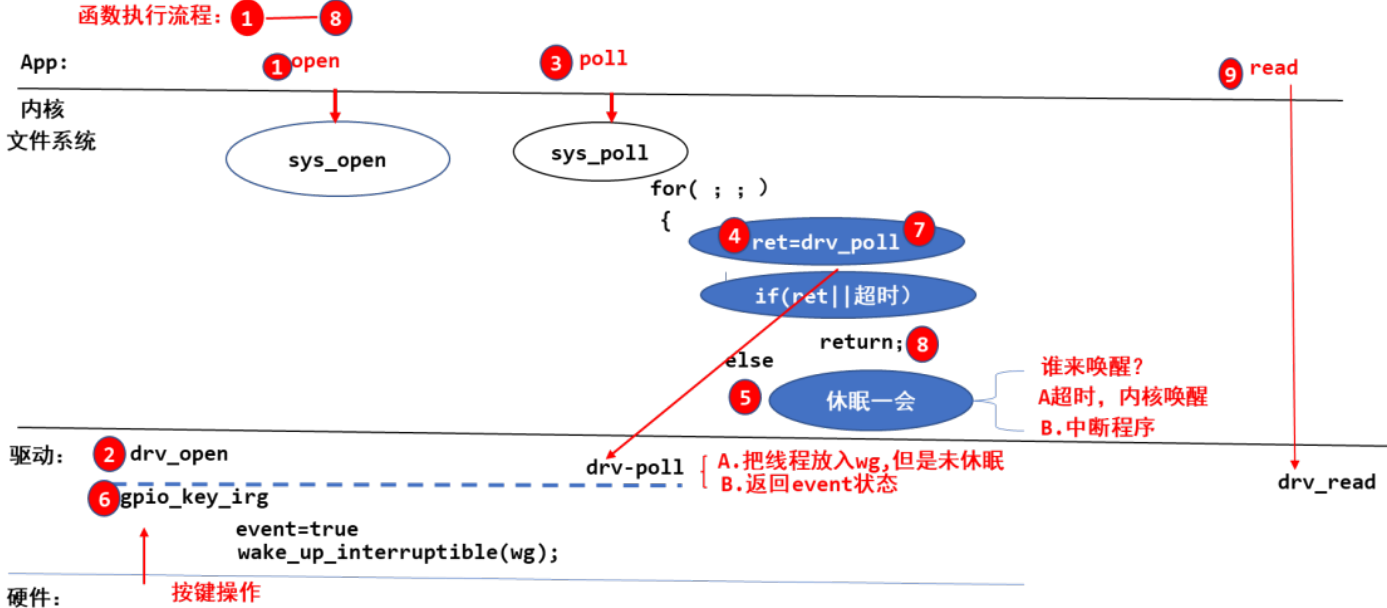 函数执行流程： 1 8
App: 1 open 3 poll 9 read
内核
文件系统
sys_open
sys_poll
for( ; ; )
{
4 ret=drv_poll 7
if(ret||超时)
return; 8
else
5 休眠一会
谁来唤醒?
A超时, 内核唤醒
B.中断程序
驱动: 2 drv_open
drv-poll
A.把线程放入wg,但是未休眠
B.返回event状态
drv_read
6 gpio_key_irg
event=true
wake_up_interruptible(wg);
按键操作
硬件: